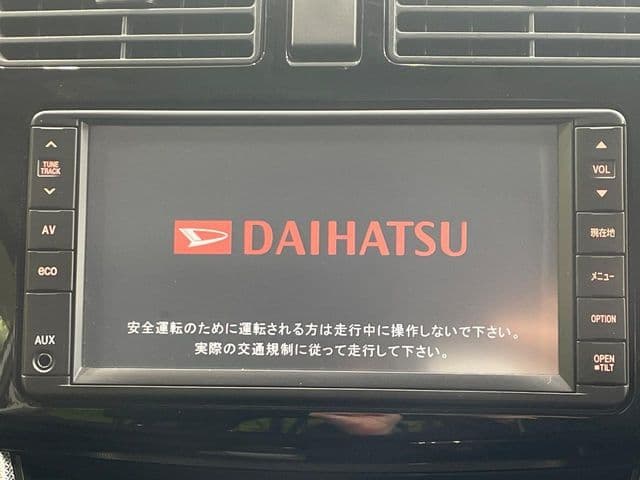 TUNE
TRACK
AV
eco
AUX
DAIHATSU
安全運転のために運転される方は走行中に操作しないで下さい。
実際の交通規制に従って走行して下さい。
VOL
現在地
メニュー
OPTION
OPEN
TILT